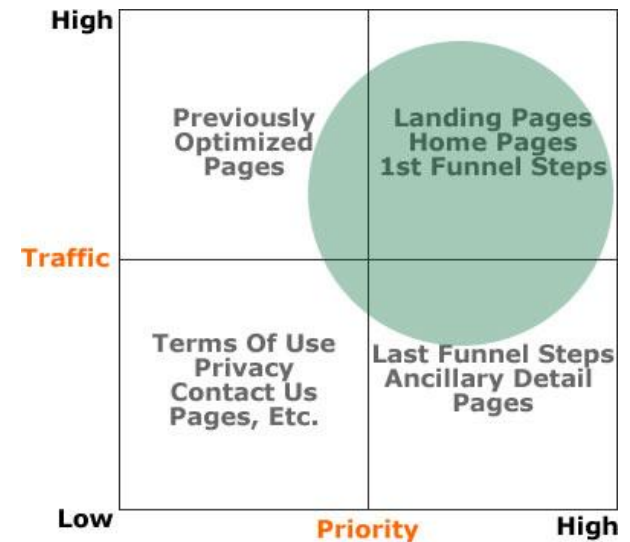 High
Previously
Optimized
Pages
Landing Pages
Home Pages
1st Funnel Steps
Traffic
Terms Of Use
Privacy
Contact Us
Pages, Etc.
Last Funnel Steps
Ancillary Detail
Pages
Low
Priority
High